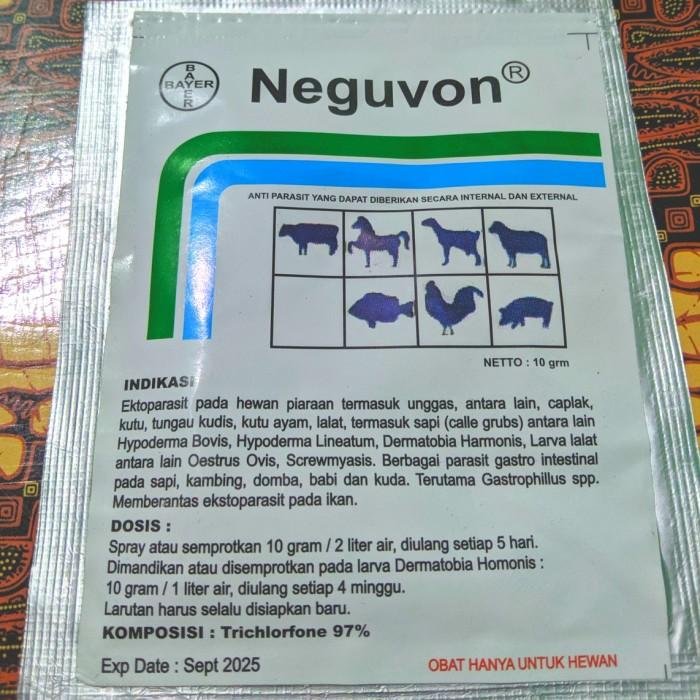 BAYER
BAYER
Neguvon®
ANTI PARASIT YANG DAPAT DIBERIKAN SECARA INTERNAL DAN EXTERNAL
NETTO : 10 grm
INDIKASI
Ektoparasit pada hewan piaraan termasuk unggas, antara lain, caplak,
kutu, tungau kudis, kutu ayam, lalat, termasuk sapi (calle grubs) antara lain
Hypoderma Bovis, Hypoderma Lineatum, Dermatobia Harmonis, Larva lalat
antara lain Oestrus Ovis, Screwmyasis. Berbagai parasit gastro intestinal
pada sapi, kambing, domba, babi dan kuda. Terutama Gastrophillus spp.
Memberantas ekstoparasit pada ikan.
DOSIS :
Spray atau semprotkan 10 gram / 2 liter air, diulang setiap 5 hari.
Dimandikan atau disemprotkan pada larva Dermatobia Homonis :
10 gram / 1 liter air, diulang setiap 4 minggu.
Larutan harus selalu disiapkan baru.
KOMPOSISI : Trichlorfone 97%
Exp Date : Sept 2025
OBAT HANYA UNTUK HEWAN